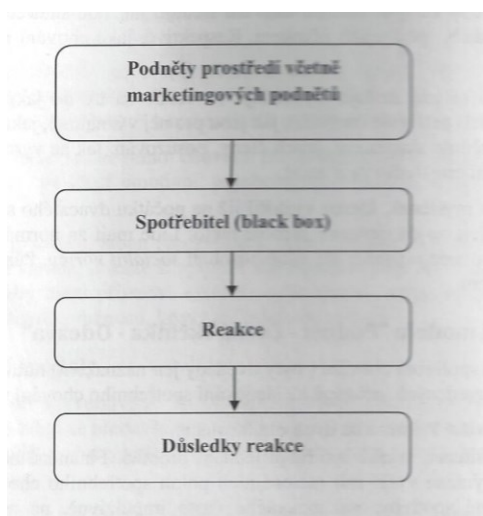 Podněty prostředí včetně
marketingových podnětů
Spotřebitel (black box)
Reakce
Důsledky reakce